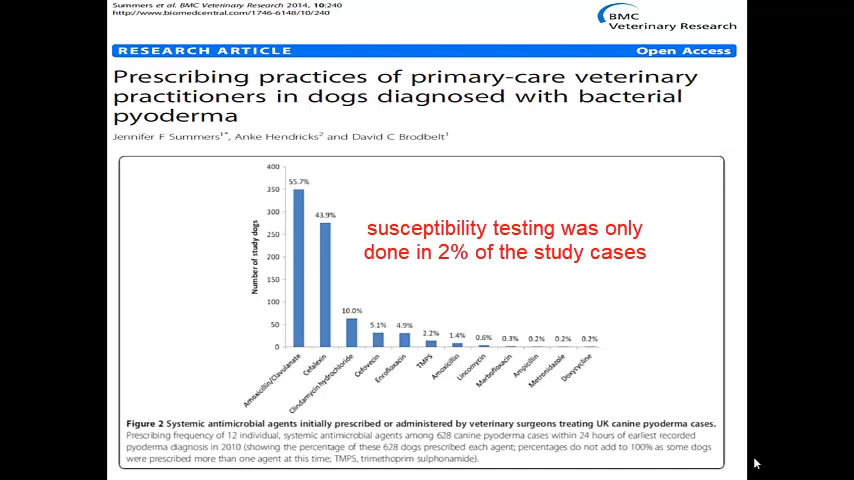 Summers et al. BMC Veterinary Research 2014, 10:240
http://www.biomedcentral.com/1746-6148/10/240
BMC
Veterinary Research
RESEARCH ARTICLE
Open Access
Prescribing practices of primary-care veterinary
practitioners in dogs diagnosed with bacterial
pyoderma
Jennifer F Summers1*, Anke Hendricks2 and David C Brodbelt1
400
350
300
250
200
150
100
50
0
Number of study dogs
55.7%
43.9%
10.0%
5.1%
4.9%
2.2%
1.4%
0.6%
0.3%
0.2%
0.2%
0.2%
susceptibility testing was only
done in 2% of the study cases
Amoxicillin/Clavulanate
Cefalexin
Clindamycin hydrochloride
Cefovecin
Enrofloxacin
TMPS
Amoxicillin
Lincomycin
Marbofloxacin
Ampicillin
Metronidazole
Doxycycline
Figure 2 Systemic antimicrobial agents initially prescribed or administered by veterinary surgeons treating UK canine pyoderma cases.
Prescribing frequency of 12 individual, systemic antimicrobial agents among 628 canine pyoderma cases within 24 hours of earliest recorded
pyoderma diagnosis in 2010 (showing the percentage of these 628 dogs prescribed each agent; percentages do not add to 100% as some dogs
were prescribed more than one agent at this time; TMPS, trimethoprim sulphonamide).